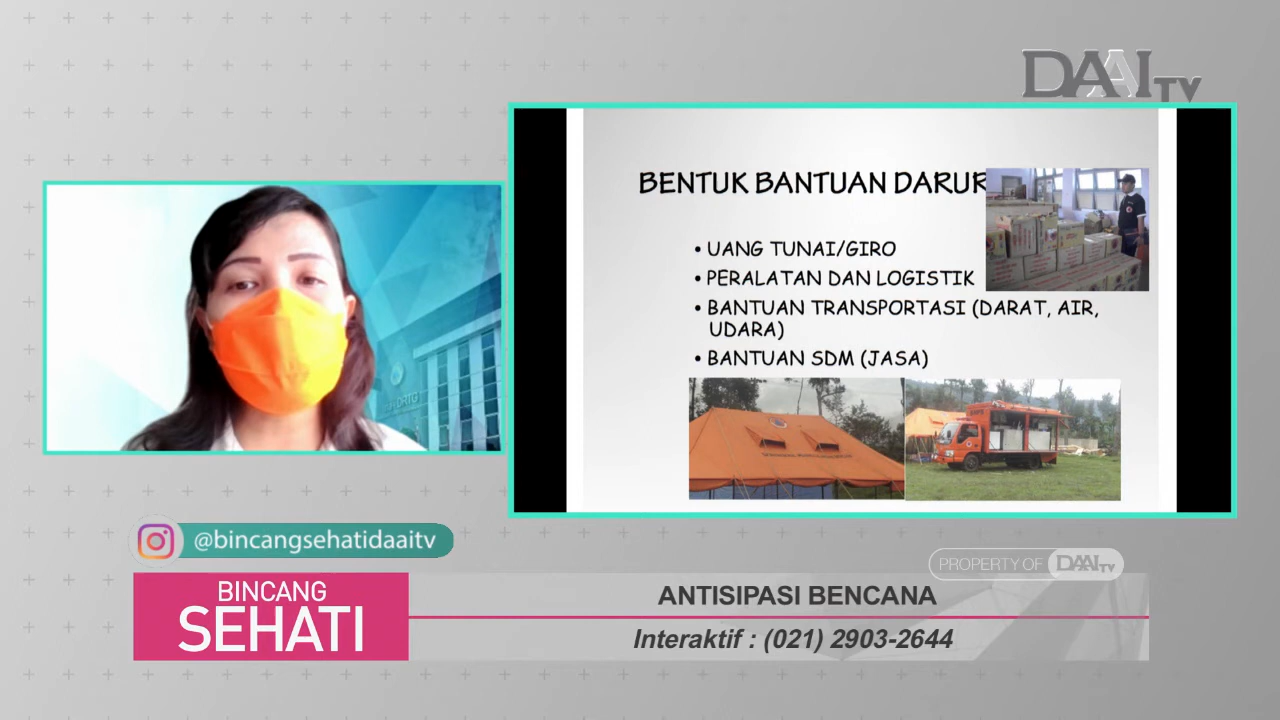 DAAI TV
BENTUK BANTUAN DARUR
• UANG TUNAI/GIRO
• PERALATAN DAN LOGISTIK
• BANTUAN TRANSPORTASI (DARAT, AIR,
UDARA)
• BANTUAN SDM (JASA)
@bincangsehatidaaitv
PROPERTY OF DAAI TV
BINCANG
SEHATI
ANTISIPASI BENCANA
Interaktif : (021) 2903-2644